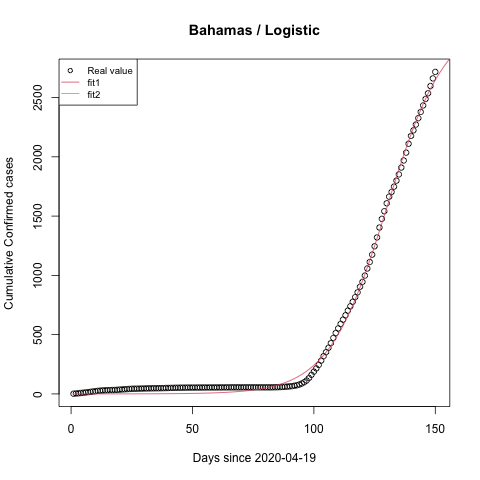 Bahamas / Logistic
Real value
fit1
fit2
Cumulative Confirmed cases
2500
2000
1500
1000
500
0
0 50 100 150
Days since 2020-04-19